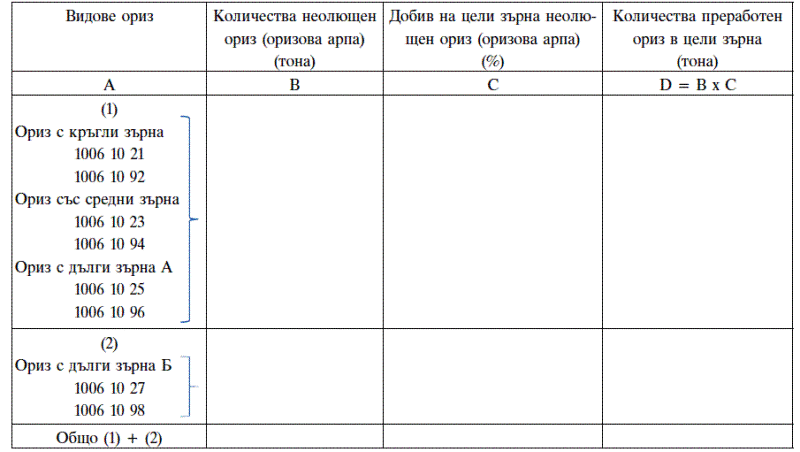 Видове ориз
Количества неолющен
ориз (оризова арпа)
(тона)
Добив на цели зърна неолю-
щен ориз (оризова арпа)
(%)
Количества преработен
ориз в цели зърна
(тона)
A
B
C
D = B x C
(1)
Ориз с кръгли зърна
1006 10 21
1006 10 92
Ориз със средни зърна
1006 10 23
1006 10 94
Ориз с дълги зърна А
1006 10 25
1006 10 96
(2)
Ориз с дълги зърна Б
1006 10 27
1006 10 98
Общо (1) + (2)